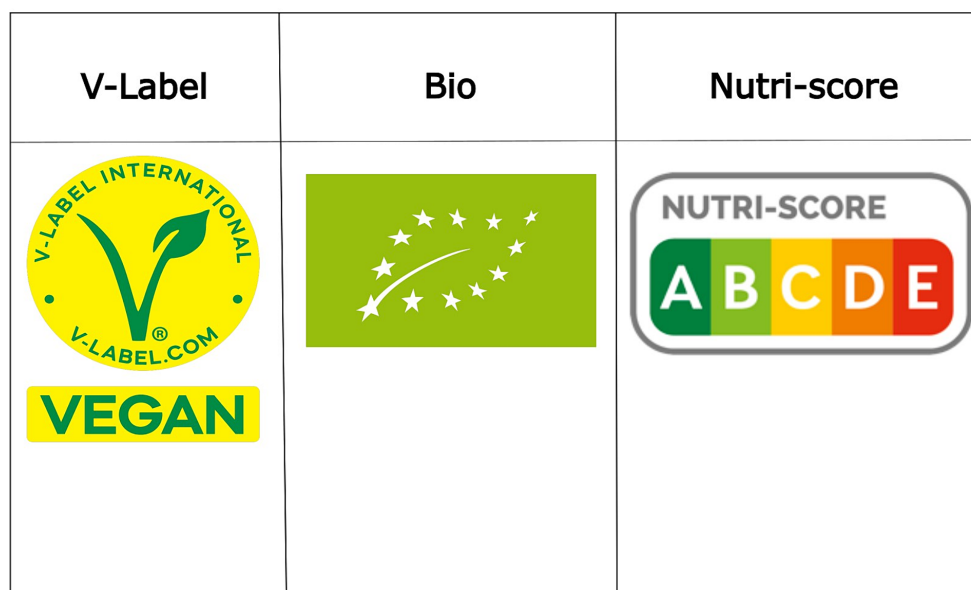 V-Label
Bio
Nutri-score
V-LABEL INTERNATIONAL
V-LABEL.COM
®
VEGAN
NUTRI-SCORE
A B C D E